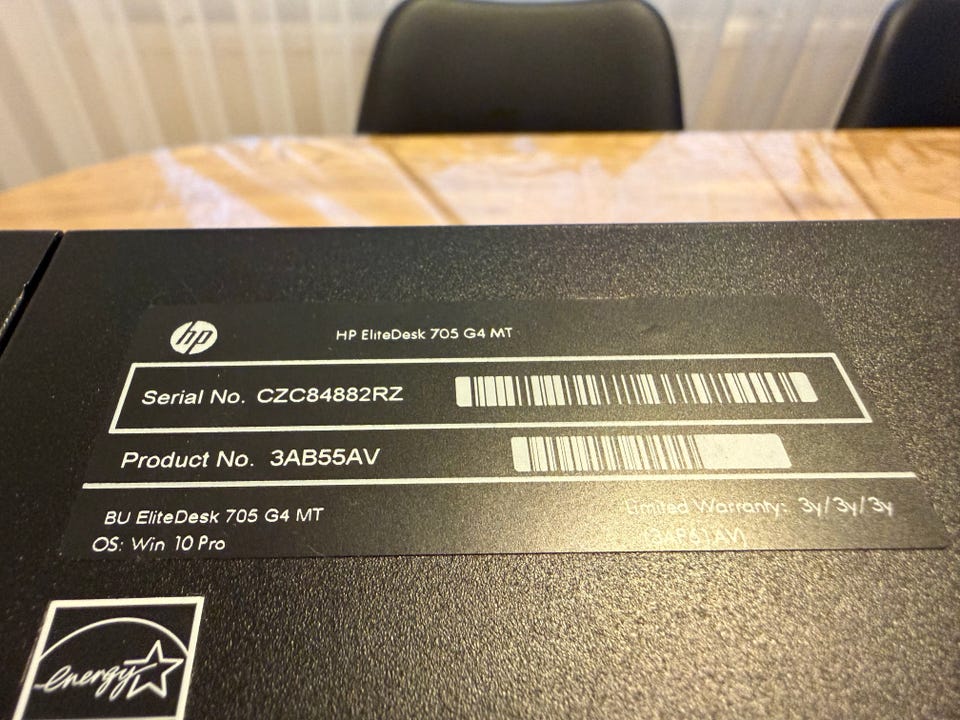 hp
HP EliteDesk 705 G4 MT
Serial No. CZC84882RZ
Product No. 3AB55AV
BU EliteDesk 705 G4 MT
Limited Warranty: 3y/3y/3y
OS: Win 10 Pro
energy